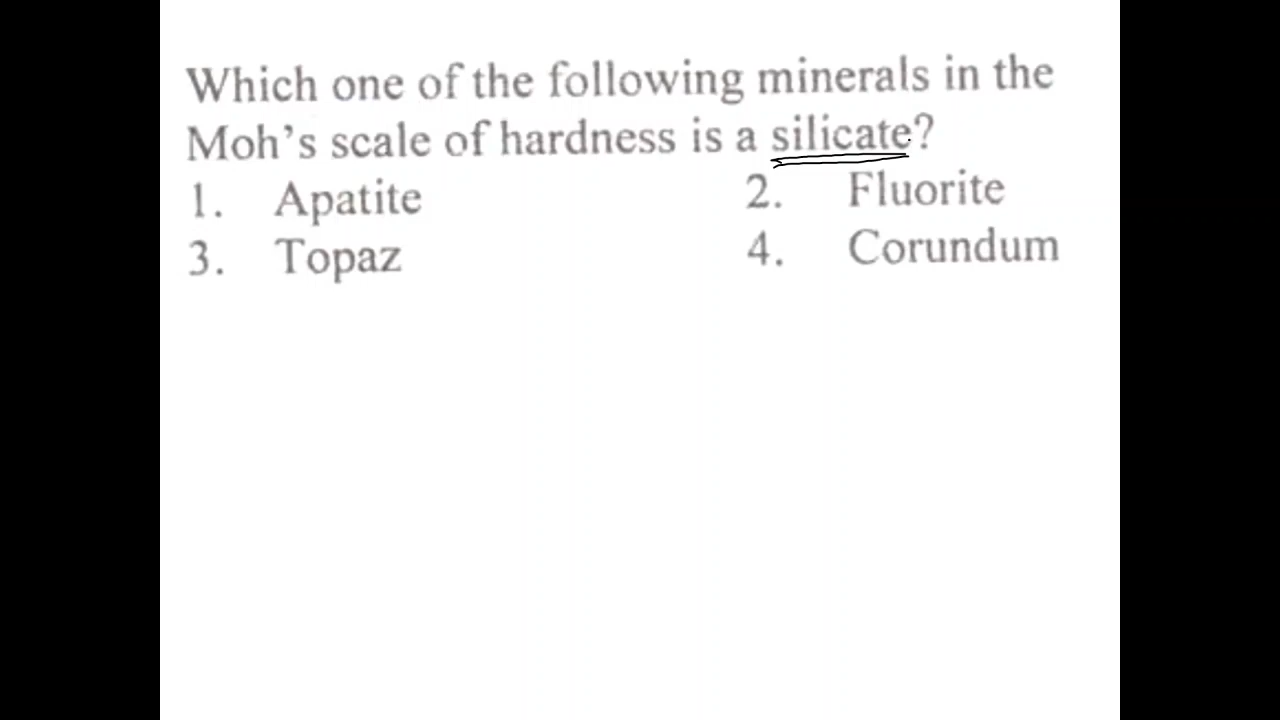 Which one of the following minerals in the
Moh's scale of hardness is a silicate?
1. Apatite 2. Fluorite
3. Topaz 4. Corundum